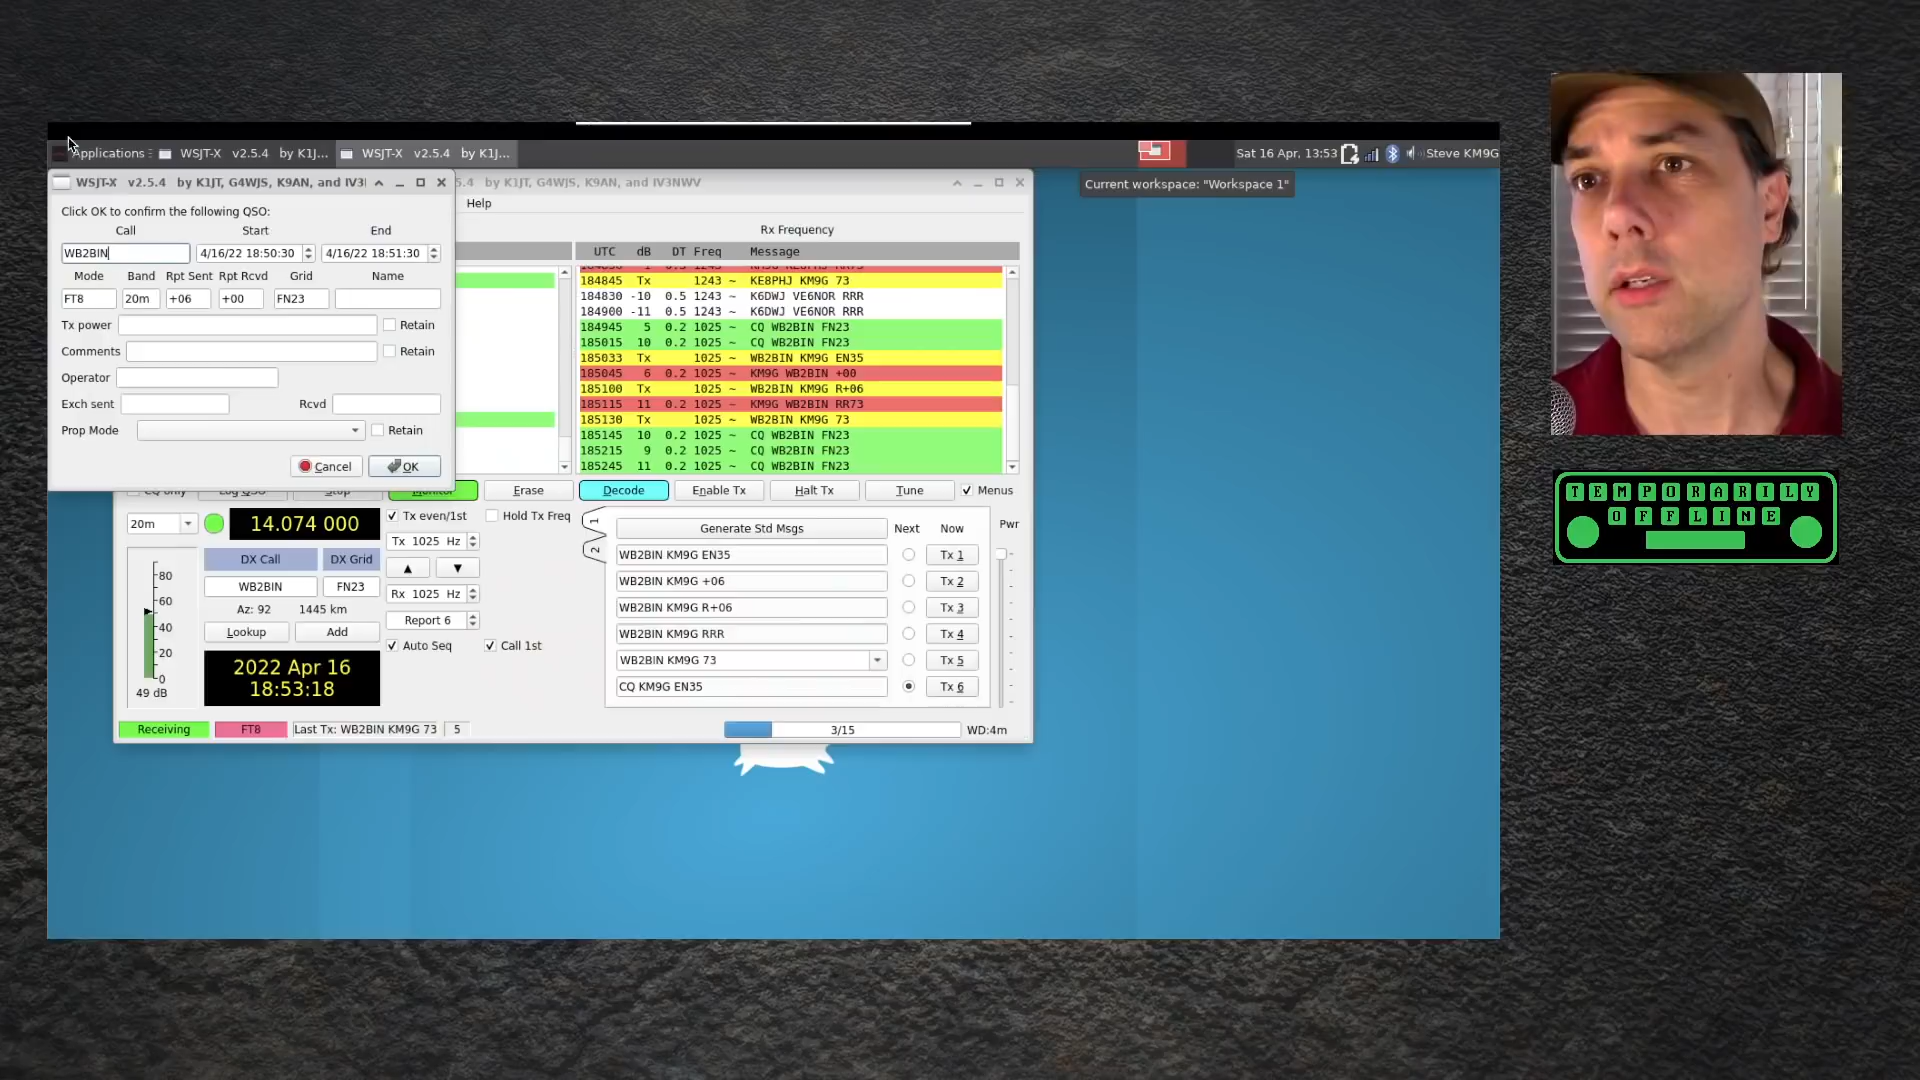 Applications
WSJT-X v2.5.4 by K1J...
WSJT-X v2.5.4 by K1J...
Sat 16 Apr. 13:53
Steve KM9G
Current workspace: "Workspace 1"
WSJT-X v2.5.4 by K1JT, G4WJS, K9AN, and IV3
5.4 by K1JT, G4WJS, K9AN, and IV3NWV
Click OK to confirm the following QSO:
Call Start End
WB2BIN 4/16/22 18:50:30 4/16/22 18:51:30
Mode Band Rpt Sent Rpt Rcvd Grid Name
FT8 20m +06 +00 FN23
Tx power Retain
Comments Retain
Operator
Exch sent Rcvd
Prop Mode Retain
Cancel OK
Help
Rx Frequency
UTC dB DT Freq Message
184845 Tx 1243 ~ KE8PHJ KM9G 73
184830 -10 0.5 1243 ~ K6DWJ VE6NOR RRR
184900 -11 0.5 1243 ~ K6DWJ VE6NOR RRR
184945 5 0.2 1025 ~ CQ WB2BIN FN23
185015 10 0.2 1025 ~ CQ WB2BIN FN23
185033 Tx 1025 ~ WB2BIN KM9G EN35
185045 6 0.2 1025 ~ KM9G WB2BIN +00
185100 Tx 1025 ~ WB2BIN KM9G R+06
185115 11 0.2 1025 ~ KM9G WB2BIN RR73
185130 Tx 1025 ~ WB2BIN KM9G 73
185145 10 0.2 1025 ~ CQ WB2BIN FN23
185215 9 0.2 1025 ~ CQ WB2BIN FN23
185245 11 0.2 1025 ~ CQ WB2BIN FN23
Monitor Erase Decode Enable Tx Halt Tx Tune Menus
20m 14.074 000
Tx even/1st Hold Tx Freq
Tx 1025 Hz
DX Call DX Grid
WB2BIN FN23
Az: 92 1445 km
Lookup Add
2022 Apr 16
18:53:18
80
60
40
20
0
49 dB
Rx 1025 Hz
Report 6
Auto Seq Call 1st
1
2
Generate Std Msgs Next Now Pwr
WB2BIN KM9G EN35 Tx 1
WB2BIN KM9G +06 Tx 2
WB2BIN KM9G R+06 Tx 3
WB2BIN KM9G RRR Tx 4
WB2BIN KM9G 73 Tx 5
CQ KM9G EN35 Tx 6
Receiving FT8 Last Tx: WB2BIN KM9G 73 5 3/15 WD:4m
TEMPORARILY
OFFLINE